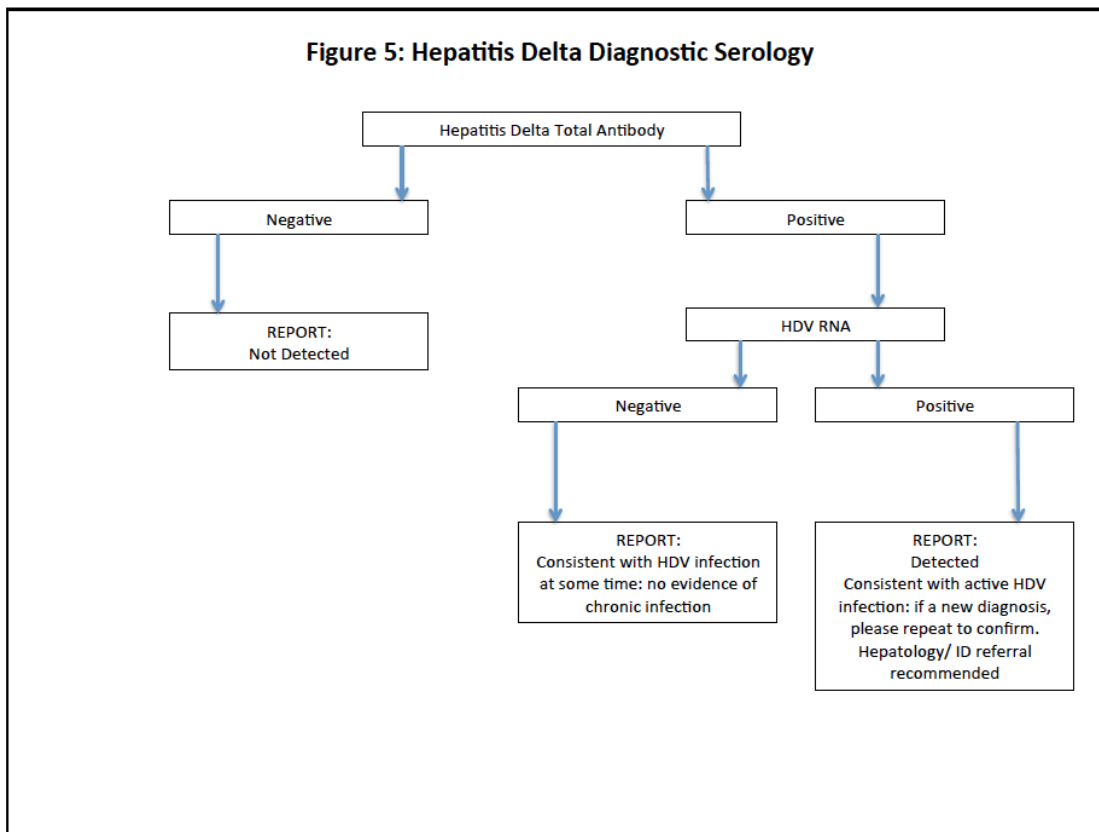 Figure 5: Hepatitis Delta Diagnostic Serology
Hepatitis Delta Total Antibody
Negative
Positive
REPORT:
Not Detected
HDV RNA
Negative
Positive
REPORT:
Consistent with HDV infection
at some time: no evidence of
chronic infection
REPORT:
Detected
Consistent with active HDV
infection: if a new diagnosis,
please repeat to confirm.
Hepatology/ ID referral
recommended